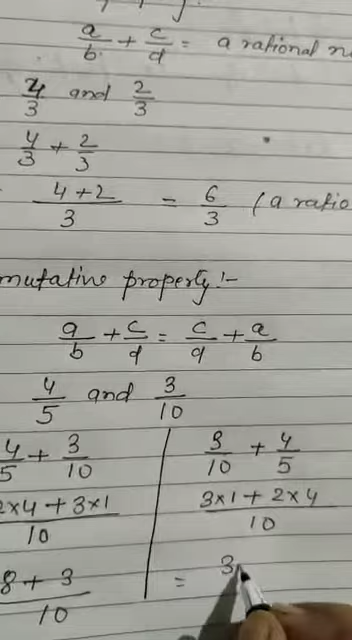 a/b + c/d = a rational
4/3 and 2/3
4/3 + 2/3
4+2/3 = 6/3 (a
property:-
a/b + c/d = c/d + a/b
4/5 and 3/10
4/5 + 3/10
2×4 + 3×1/10
8 + 3/10
3/10 + 4/5
3×1 + 2×4/10
= 3